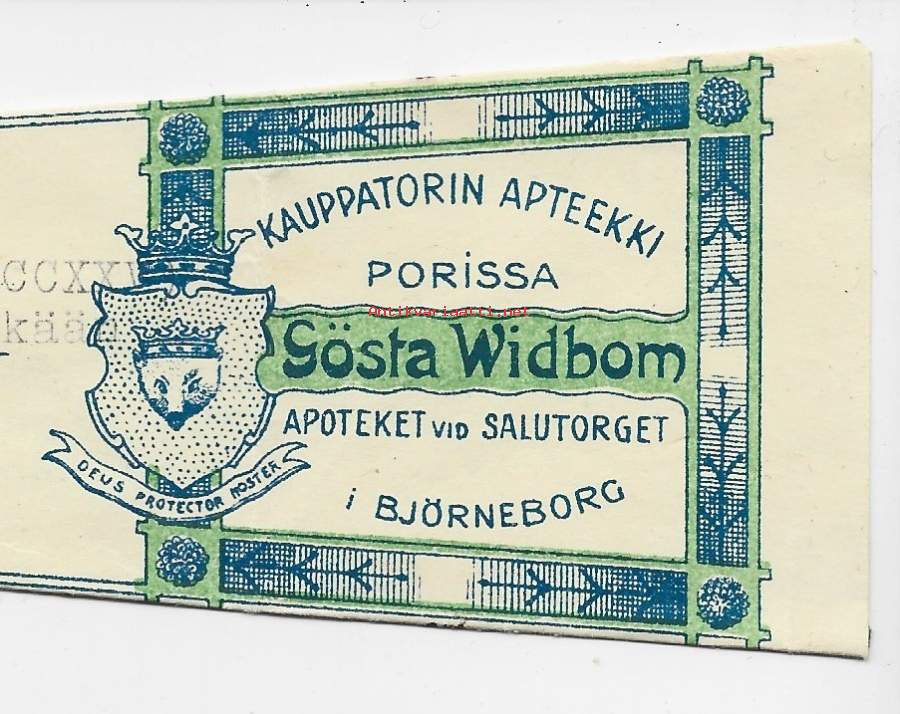 KAUPPATORIN APTEEKKI
PORISSA
Antikvariaatti.net
Gösta Widbom
APOTEKET VID SALUTORGET
i BJÖRNEBORG
DEUS PROTECTOR NOSTER